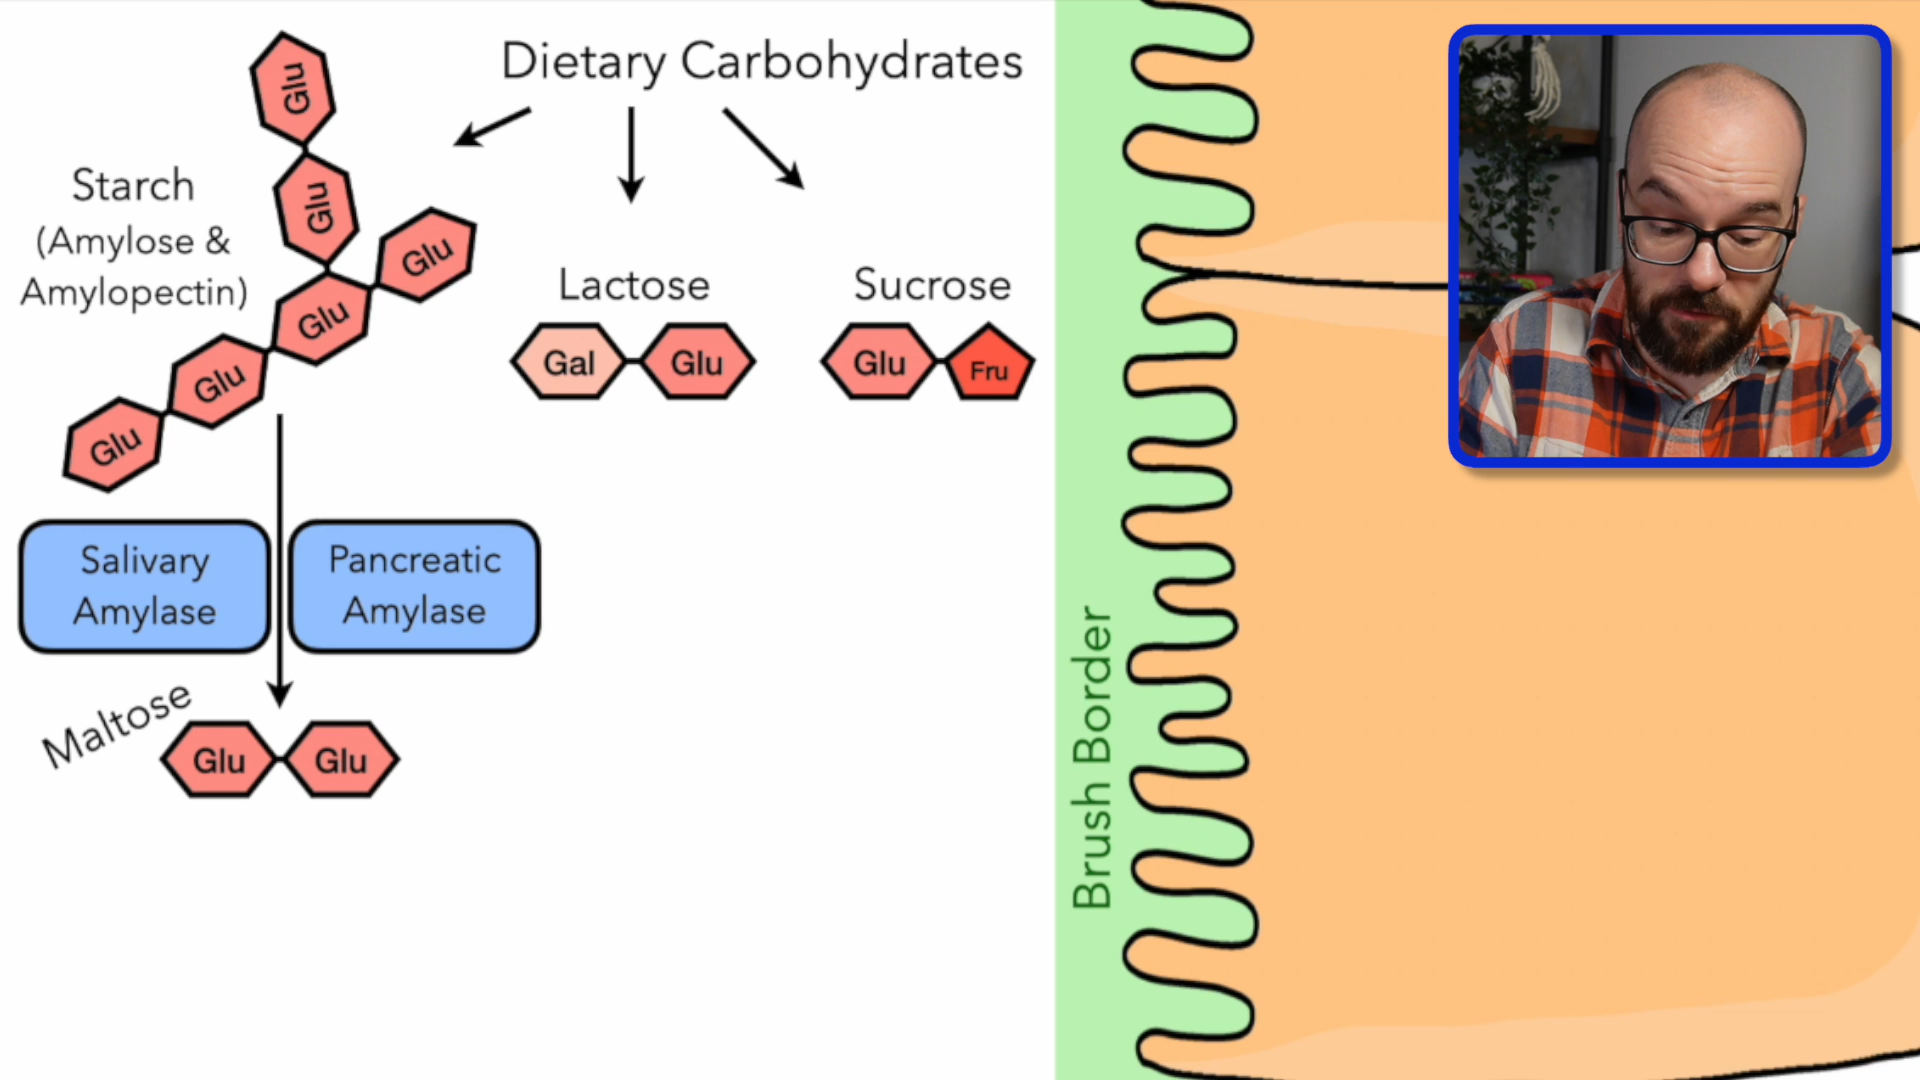 Dietary Carbohydrates
Starch
(Amylose &
Amylopectin)
Glu
Glu
Glu
Glu
Glu
Glu
Lactose
Gal
Glu
Sucrose
Glu
Fru
Salivary
Amylase
Pancreatic
Amylase
Maltose
Glu
Glu
Brush Border